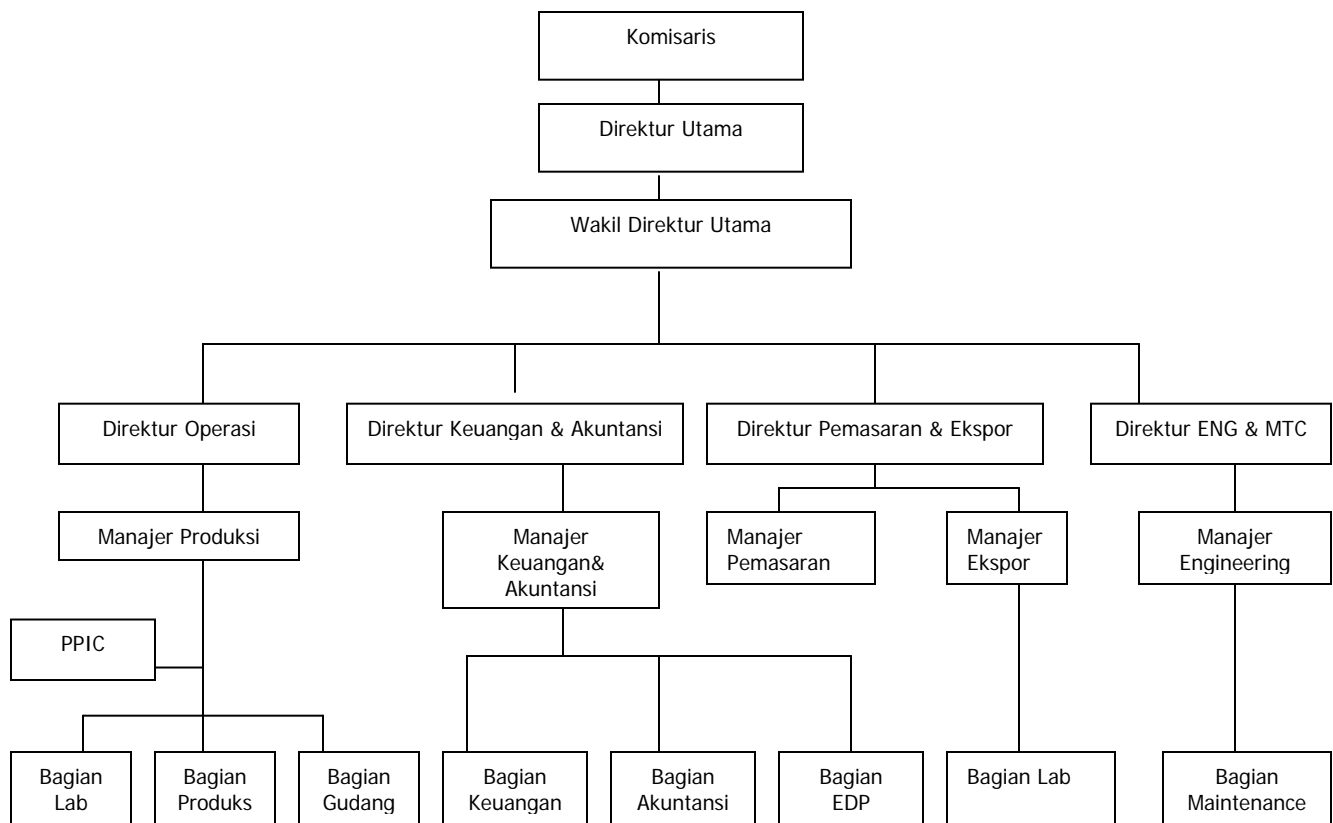 Komisaris
Direktur Utama
Wakil Direktur Utama
Direktur Operasi
Direktur Keuangan & Akuntansi
Direktur Pemasaran & Ekspor
Direktur ENG & MTC
Manajer Produksi
Manajer
Keuangan&
Akuntansi
Manajer
Pemasaran
Manajer
Ekspor
Manajer
Engineering
PPIC
Bagian
Lab
Bagian
Produks
Bagian
Gudang
Bagian
Keuangan
Bagian
Akuntansi
Bagian
EDP
Bagian Lab
Bagian
Maintenance